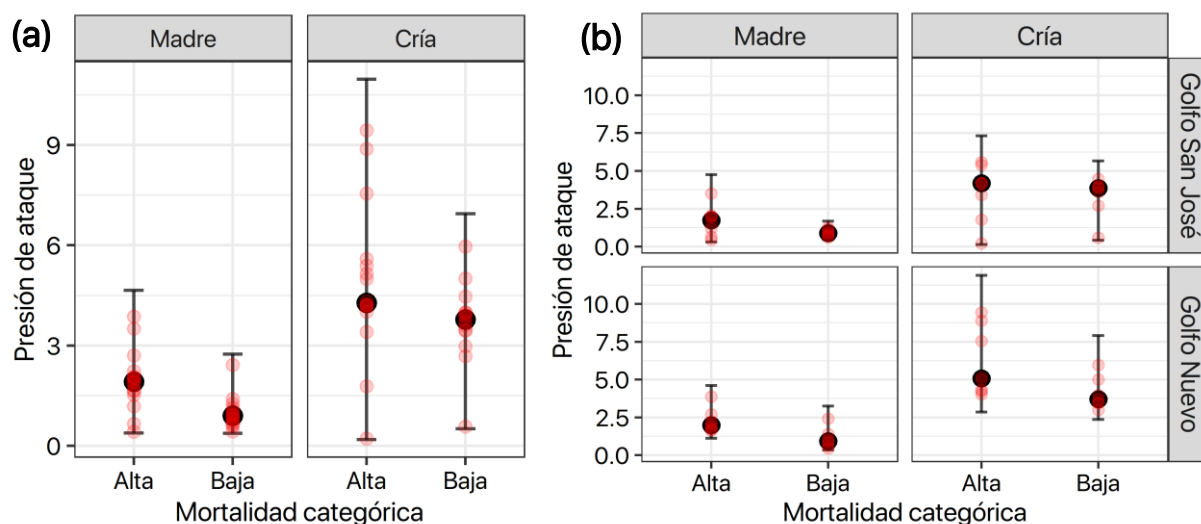 (a)
Madre
Cría
Presión de ataque
9
6
3
0
Alta
Baja
Alta
Baja
Mortalidad categórica
(b)
Madre
Cría
Presión de ataque
10.0
7.5
5.0
2.5
0.0
Golfo San José
10.0
7.5
5.0
2.5
0.0
Golfo Nuevo
Alta
Baja
Alta
Baja
Mortalidad categórica